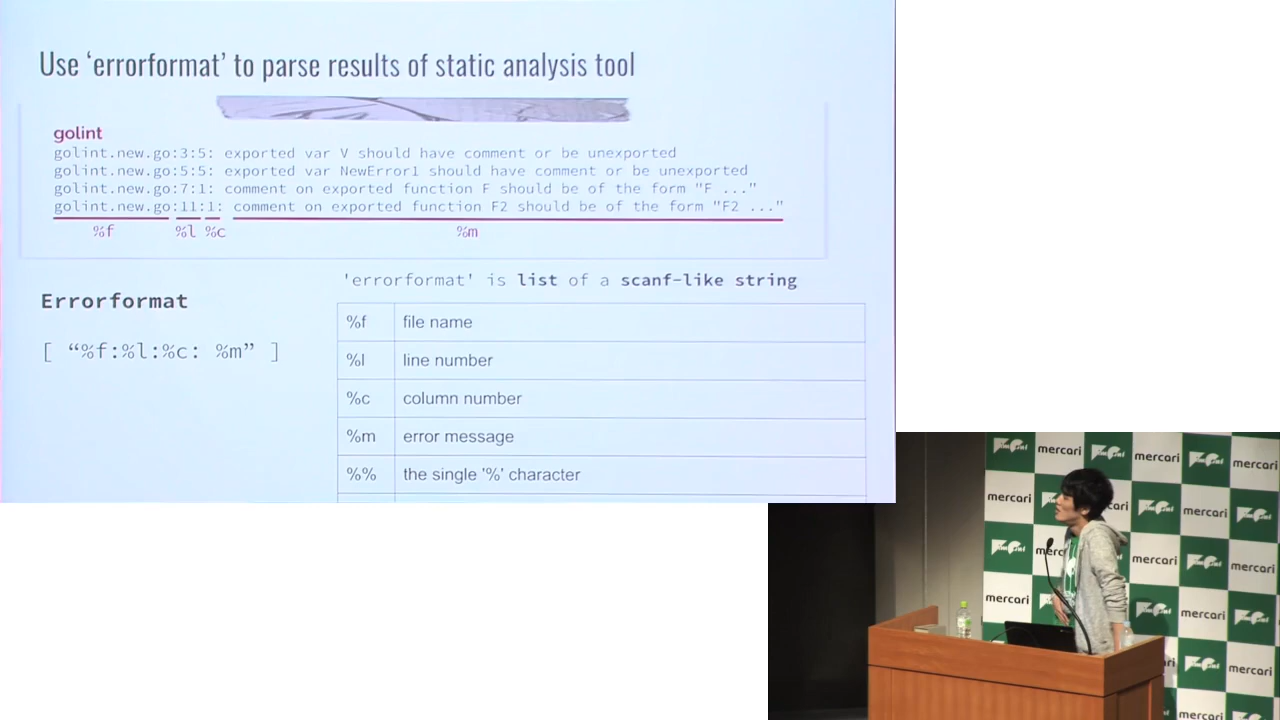 Use ‘errorformat’ to parse results of static analysis tool
golint
golint.new.go:3:5: exported var V should have comment or be unexported
golint.new.go:5:5: exported var NewError1 should have comment or be unexported
golint.new.go:7:1: comment on exported function F should be of the form "F ..."
golint.new.go:11:1: comment on exported function F2 should be of the form "F2 ..."
%f %l %c %m
'errorformat' is list of a scanf-like string
Errorformat
[ “%f:%l:%c: %m” ]
%f file name
%l line number
%c column number
%m error message
%% the single '%' character
mercari mercari mercari
mercari mercari
mercari mercari
mercari mercari
mercari
mercari